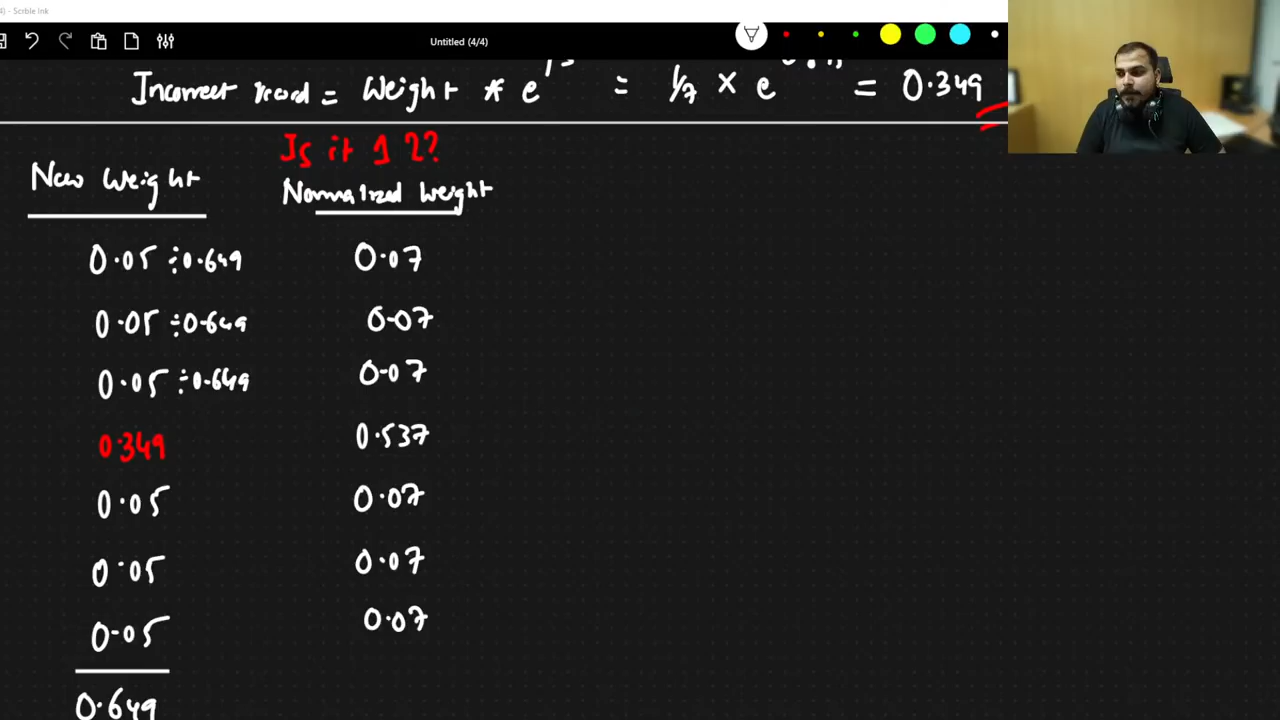 /4) - Scrble Ink
Untitled (4/4)
Incorrect = Weight * e = 1/7 × e = 0.349
Is it 1 ??
New Weight Normalized Weight
0.05 ÷0.649 0.07
0.05 ÷0.649 0.07
0.05 ÷0.649 0.07
0.349 0.537
0.05 0.07
0.05 0.07
0.05 0.07
0.649